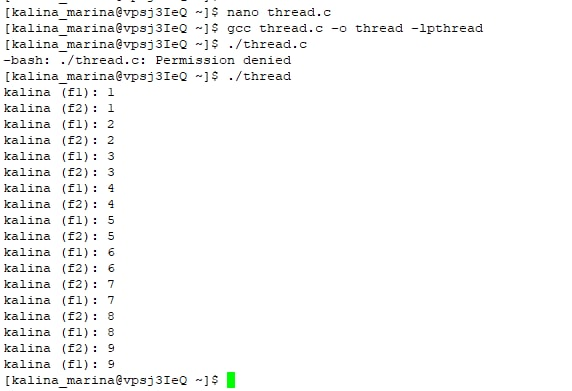 [kalina_marina@vpsj3IeQ ~]$ nano thread.c
[kalina_marina@vpsj3IeQ ~]$ gcc thread.c -o thread -lpthread
[kalina_marina@vpsj3IeQ ~]$ ./thread.c
-bash: ./thread.c: Permission denied
[kalina_marina@vpsj3IeQ ~]$ ./thread
kalina (f1): 1
kalina (f2): 1
kalina (f1): 2
kalina (f2): 2
kalina (f1): 3
kalina (f2): 3
kalina (f1): 4
kalina (f2): 4
kalina (f1): 5
kalina (f2): 5
kalina (f1): 6
kalina (f2): 6
kalina (f2): 7
kalina (f1): 7
kalina (f2): 8
kalina (f1): 8
kalina (f2): 9
kalina (f1): 9
[kalina_marina@vpsj3IeQ ~]$